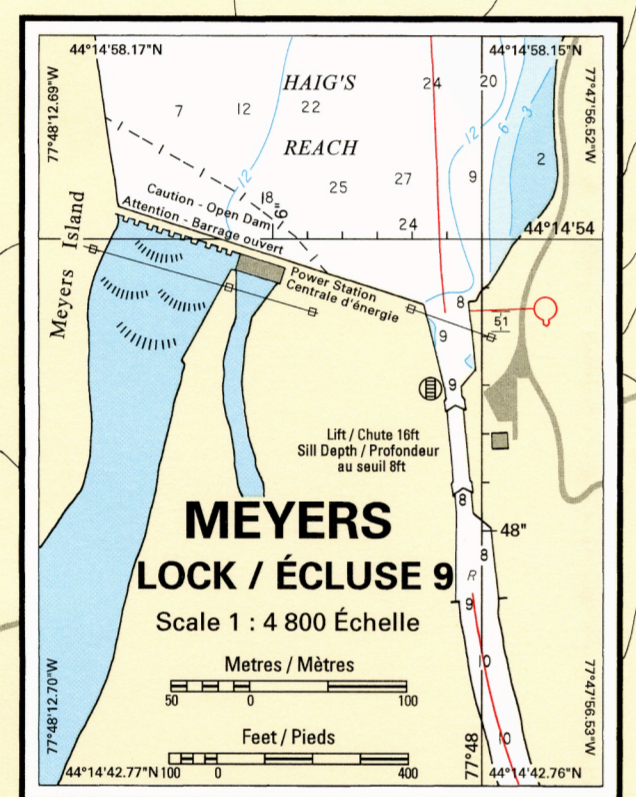 44°14'58.17"N
44°14'58.15"N
77°48'12.69"W
77°47'56.52"W
HAIG'S
REACH
24
20
7
12
22
12
6
3
2
12
25
27
9
18
9"
24
Caution - Open Dam
Attention - Barrage ouvert
44°14'54
Meyers Island
Power Station
Centrale d'énergie
8
51
9
9
Lift / Chute 16ft
Sill Depth / Profondeur
au seuil 8ft
8
48"
MEYERS
LOCK / ÉCLUSE 9
Scale 1 : 4 800 Échelle
8
R
9
10
10
Metres / Mètres
50 0 100
Feet / Pieds
100 0 400
77°48'12.70"W
77°48
77°47'56.53"W
44°14'42.77"N
44°14'42.76"N